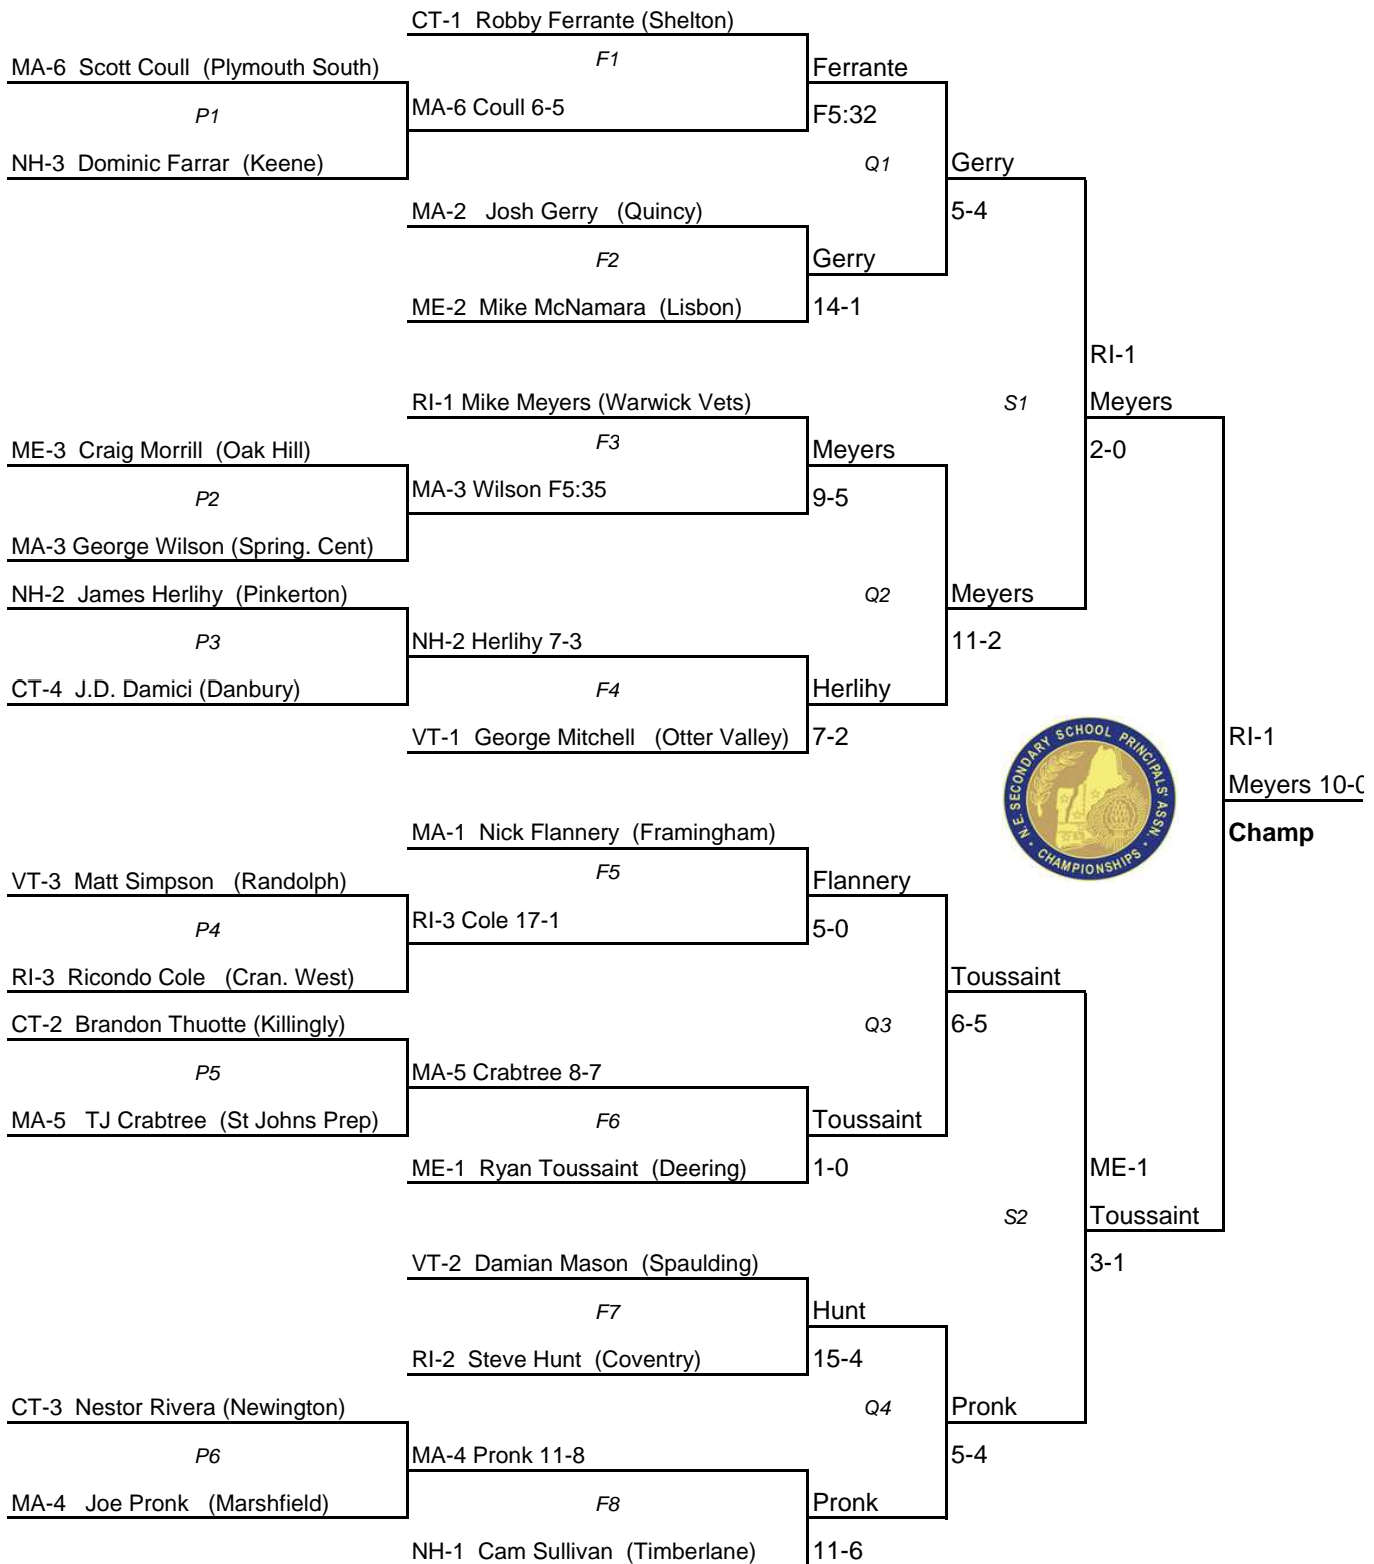 CT-1 Robby Ferrante (Shelton)
F1
MA-6 Scott Coull (Plymouth South)
Ferrante
P1
MA-6 Coull 6-5
F5:32
NH-3 Dominic Farrar (Keene)
Q1
Gerry
MA-2 Josh Gerry (Quincy)
5-4
F2
Gerry
ME-2 Mike McNamara (Lisbon)
14-1
RI-1
RI-1 Mike Meyers (Warwick Vets)
S1
Meyers
F3
ME-3 Craig Morrill (Oak Hill)
Meyers
2-0
P2
MA-3 Wilson F5:35
9-5
MA-3 George Wilson (Spring. Cent)
NH-2 James Herlihy (Pinkerton)
Q2
Meyers
P3
NH-2 Herlihy 7-3
11-2
CT-4 J.D. Damici (Danbury)
F4
Herlihy
VT-1 George Mitchell (Otter Valley)
7-2
N.E. SECONDARY SCHOOL PRINCIPALS' ASSN.
CHAMPIONSHIPS
RI-1
Meyers 10-0
Champ
MA-1 Nick Flannery (Framingham)
F5
VT-3 Matt Simpson (Randolph)
Flannery
P4
RI-3 Cole 17-1
5-0
RI-3 Ricondo Cole (Cran. West)
Toussaint
CT-2 Brandon Thuotte (Killingly)
Q3
6-5
P5
MA-5 Crabtree 8-7
MA-5 TJ Crabtree (St Johns Prep)
F6
Toussaint
ME-1 Ryan Toussaint (Deering)
1-0
ME-1
S2
Toussaint
VT-2 Damian Mason (Spaulding)
3-1
F7
Hunt
RI-2 Steve Hunt (Coventry)
15-4
CT-3 Nestor Rivera (Newington)
Q4
Pronk
P6
MA-4 Pronk 11-8
5-4
MA-4 Joe Pronk (Marshfield)
F8
Pronk
NH-1 Cam Sullivan (Timberlane)
11-6